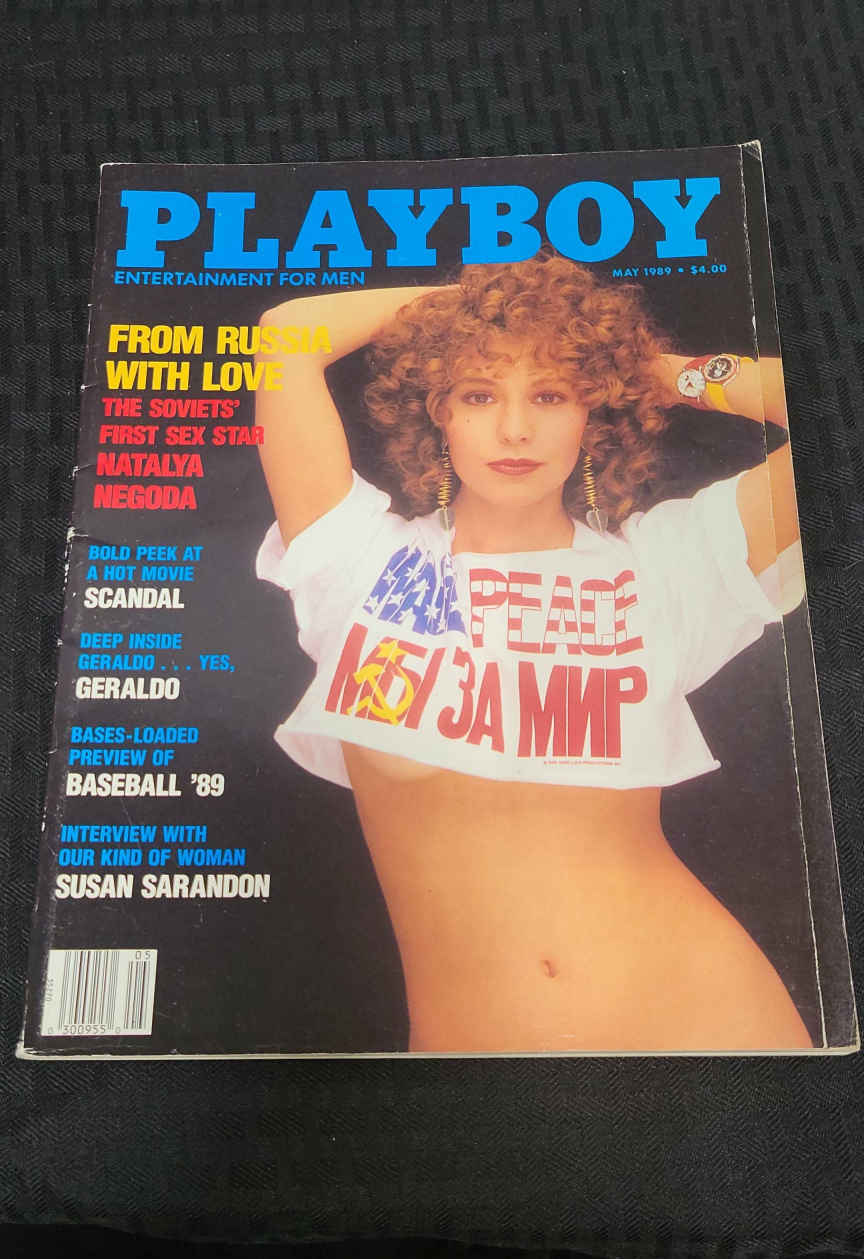 PLAYBOY
ENTERTAINMENT FOR MEN
MAY 1989 • $4.00
FROM RUSSIA
WITH LOVE
THE SOVIETS'
FIRST SEX STAR
NATALYA
NEGODA
BOLD PEEK AT
A HOT MOVIE
SCANDAL
DEEP INSIDE
GERALDO . . . YES,
GERALDO
BASES-LOADED
PREVIEW OF
BASEBALL '89
INTERVIEW WITH
OUR KIND OF WOMAN
SUSAN SARANDON
PEACE
МЫ ЗА МИР
05
0 300955 0